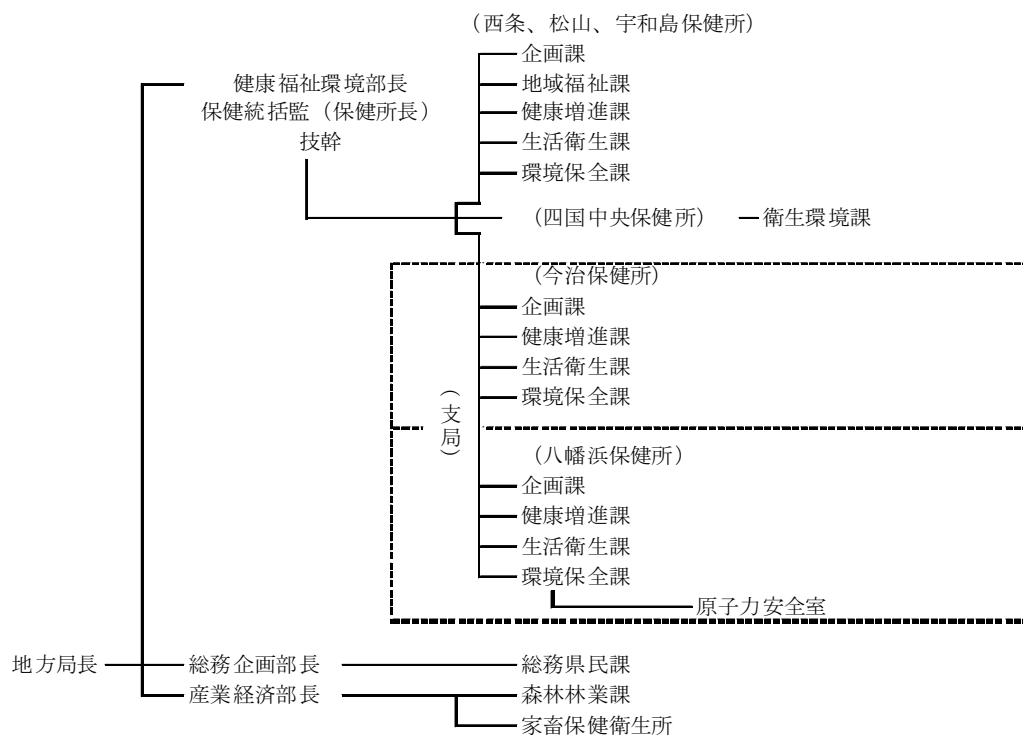 （西条、松山、宇和島保健所）
企画課
健康福祉環境部長
地域福祉課
保健統括監（保健所長）
健康増進課
技幹
生活衛生課
環境保全課
（四国中央保健所）
衛生環境課
（今治保健所）
企画課
健康増進課
生活衛生課
環境保全課
（支局）
（八幡浜保健所）
企画課
健康増進課
生活衛生課
環境保全課
原子力安全室
地方局長
総務企画部長
総務県民課
産業経済部長
森林林業課
家畜保健衛生所